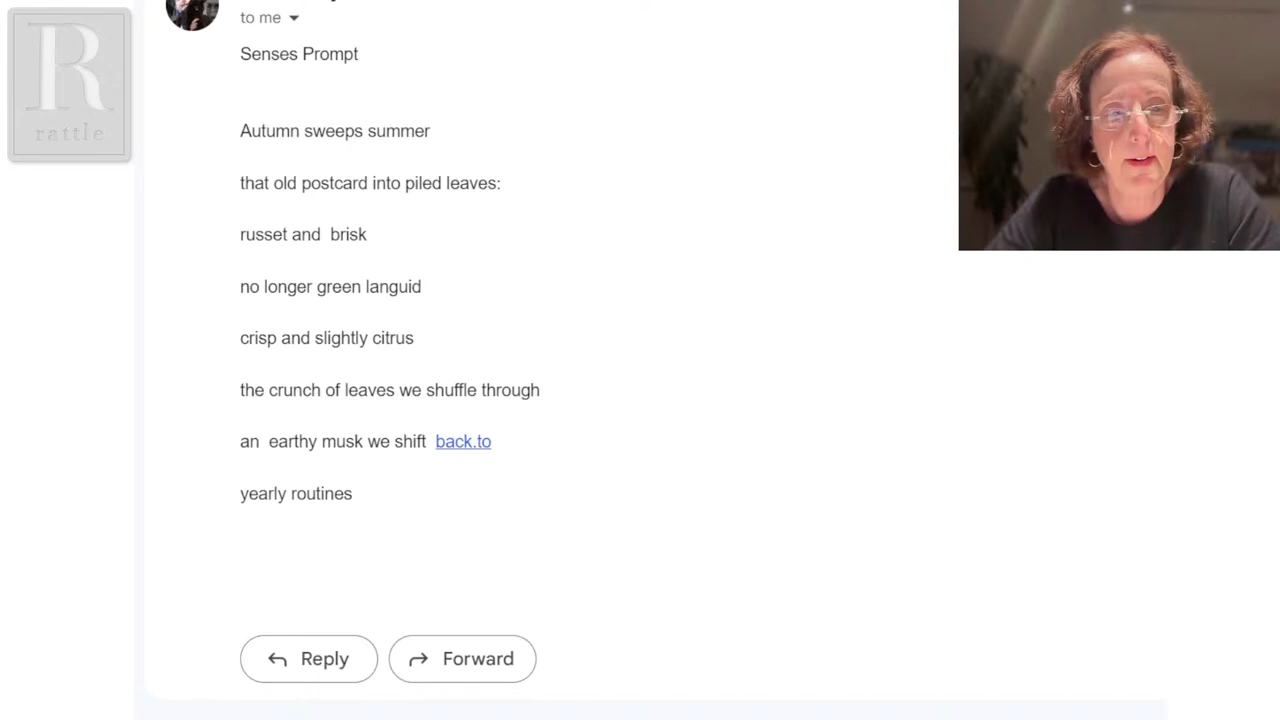 R
rattle
to me
Senses Prompt
Autumn sweeps summer
that old postcard into piled leaves:
russet and  brisk
no longer green languid
crisp and slightly citrus
the crunch of leaves we shuffle through
an  earthy musk we shift  back.to
yearly routines
Reply
Forward